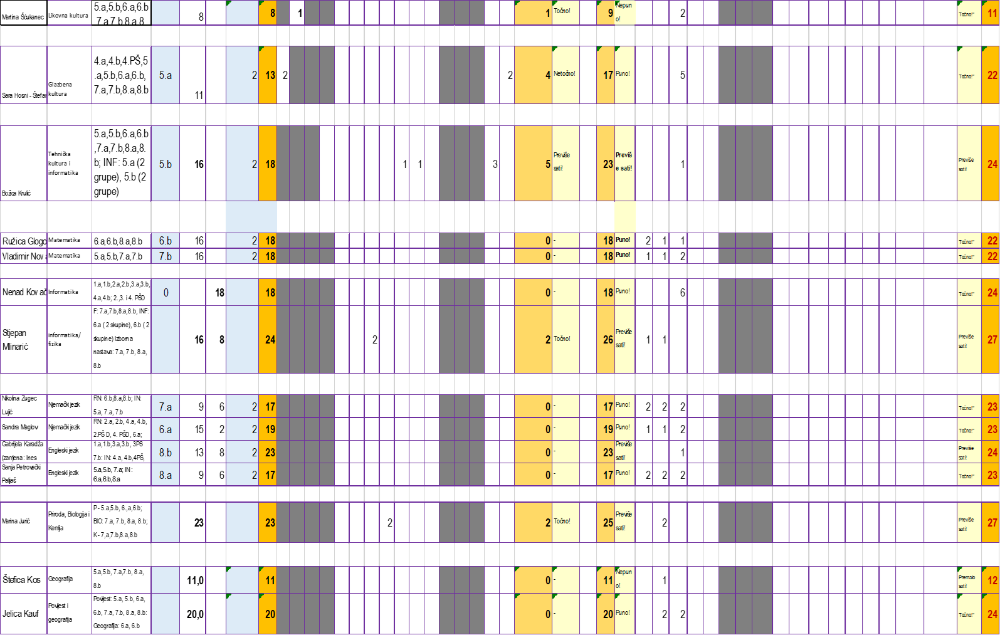 Martina Ščukanec Likovna kultura 5.a,5.b,6.a,6.b 8 8 1 1 Točno! 9 Nepun 2 Točno!" 11
,7.a,7.b,8.a,8 o!
4.a,4.b,4.PŠ,5
.a,5.b,6.a,6.b,
7.a,7.b,8.a,8.b
Sara Hosni - Štefan Glazbena 5.a 11 2 13 2 2 4 Netočno! 17 Puno! 5 Točno!" 22
kultura
5.a,5.b,6.a,6.b
,7.a,7.b,8.a,8.
b; INF: 5.a (2
grupe), 5.b (2
grupe)
Božica Krulić Tehnička 5.b 16 2 18 1 1 3 5 Previše 23 Previš 1 Previše 24
kultura i sati! e sati! sati!
informatika
Ružica Glogo Matematika 6.a,6.b,8.a,8.b 6.b 16 2 18 0 - 18 Puno! 2 1 1 Točno!" 22
Vladimir Nova Matematika 5.a,5.b,7.a,7.b 7.b 16 2 18 0 - 18 Puno! 1 1 2 Točno!" 22
Nenad Kovač Informatika 1.a,1.b,2.a,2.b,3.a,3.b, 0 18 18 0 - 18 Puno! 6 Točno!" 24
4.a,4.b; 2.,3. i 4. PŠD
F: 7.a,7.b,8.a,8.b, INF:
6.a ( 2 skupine), 6.b ( 2
skupine) Izborna
nastava: 7.a, 7.b, 8.a,
8.b
Stjepan informatika/ 16 8 24 2 2 Točno! 26 Previše 1 1 Previše 27
Mlinarić fizika sati! sati!
Nikolina Zugec Njemački jezik RN: 6.b,8.a,8.b; IN: 7.a 9 6 2 17 0 - 17 Puno! 2 2 2 Točno!" 23
Lujić 5.a, 7.a, 7.b
Sandra Maglov Njemački jezik RN: 2.a, 2.b, 4.a, 4.b, 6.a 15 2 2 19 0 - 19 Puno! 1 1 2 Točno!" 23
2.PŠ D, 4. PŠD, 6.a;
Gabrijela Karadža Engleski jezik 1.a,1.b,3.a,3.b, 3PS 8.b 13 8 2 23 0 - 23 Previše 1 Previše 24
(zamjena: Ines 7.b: IN: 4.a, 4.b,4PŠ, sati! sati!
Sanja Petrovečki Engleski jezik 5.a,5.b, 7.a; IN: 8.a 9 6 2 17 0 - 17 Puno! 2 2 2 Točno!" 23
Palijaš 6.a,6.b,8.a
Marina Jurić Priroda, Biologija i P - 5.a,5.b, 6.,a,6.b; 23 23 2 2 Točno! 25 Previše 2 Previše 27
Kemija BIO: 7.a, 7.b, 8.a, 8.b; sati! sati!
K - 7,a,7.b,8.a,8.b
Štefica Kos Geografija 5.a,5.b, 7.a,7.b, 8.a, 11,0 11 0 - 11 Nepun 1 Premalo 12
8.b o! sati!
Jelica Kauf Povijest i Povijest: 5.a, 5.b, 6.a, 20,0 20 0 - 20 Puno! 2 2 Točno!" 24
geografija 6.b, 7.a, 7.b, 8.a, 8.b:
Geografija: 6.a, 6.b